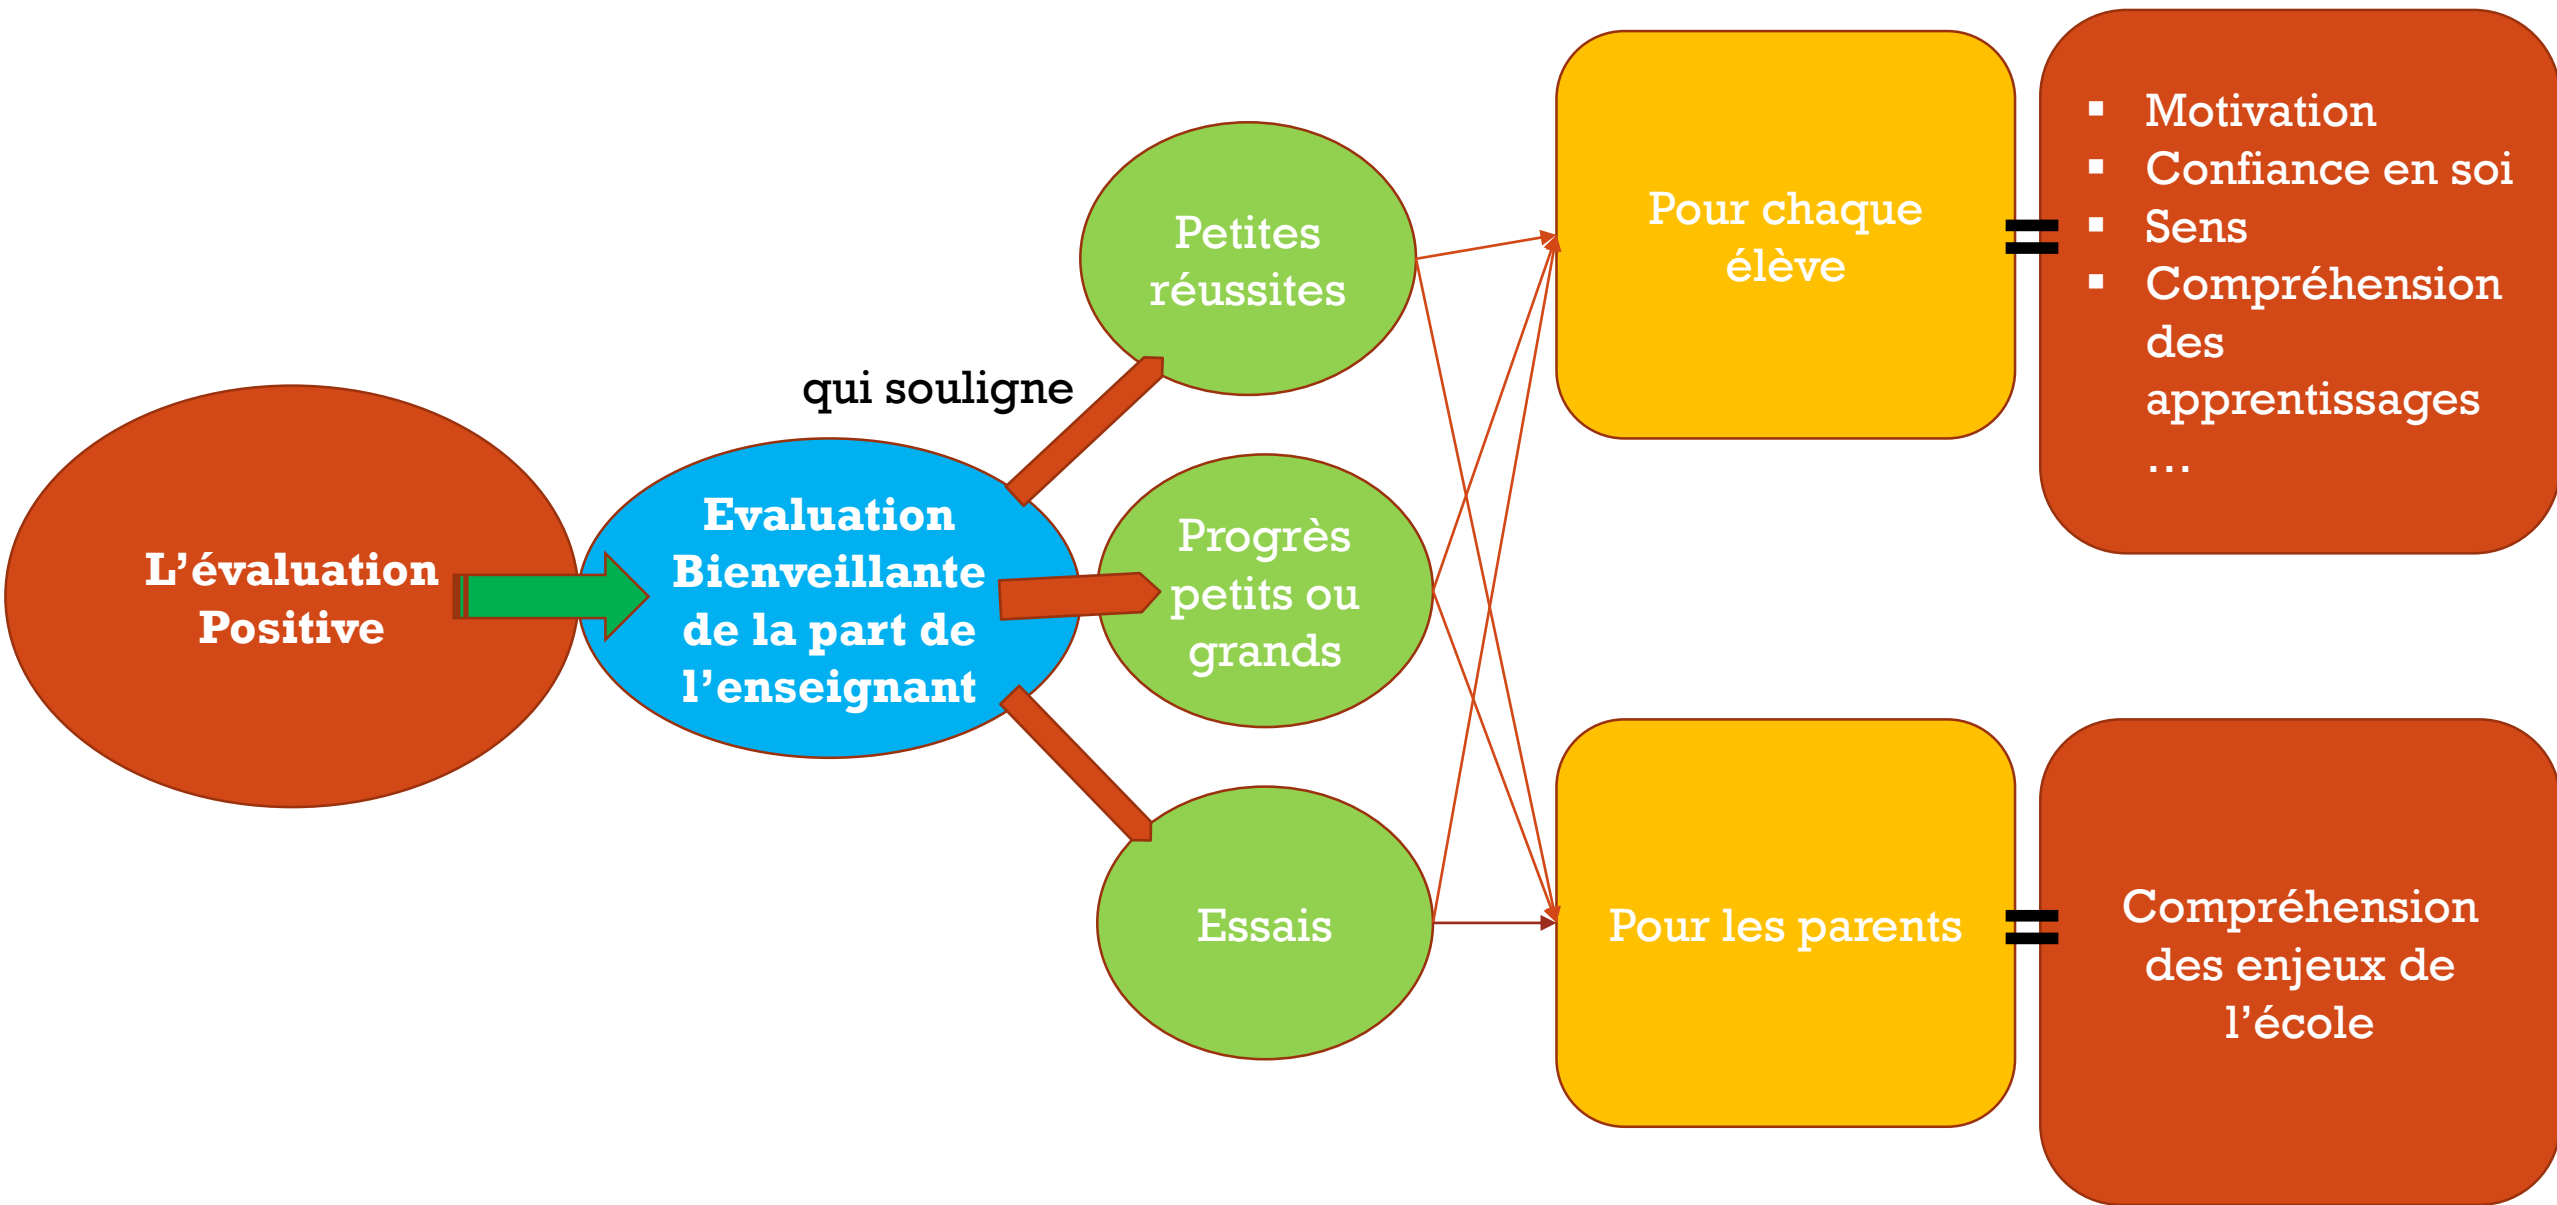 L’évaluation
Positive
Evaluation
Bienveillante
de la part de
l’enseignant
qui souligne
Petites
réussites
Progrès
petits ou
grands
Essais
Pour chaque
élève
=
▪ Motivation
▪ Confiance en soi
▪ Sens
▪ Compréhension
des
apprentissages
…
Pour les parents
=
Compréhension
des enjeux de
l’école